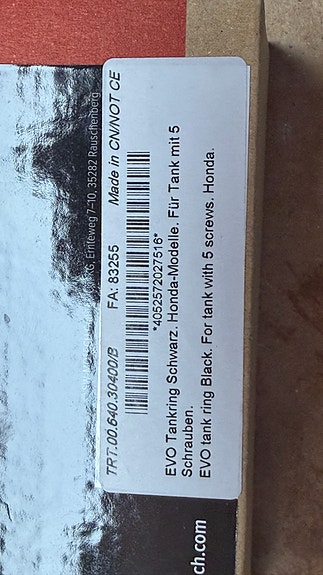 G, Ernteweg 7-10, 35282 Rauschenberg
TRT.00.640.30400/B FA: 83255 Made in CN/NOT CE
*4052572027516*
EVO Tankring Schwarz. Honda-Modelle. Für Tank mit 5
Schrauben.
EVO tank ring Black. For tank with 5 screws. Honda.
ch.com